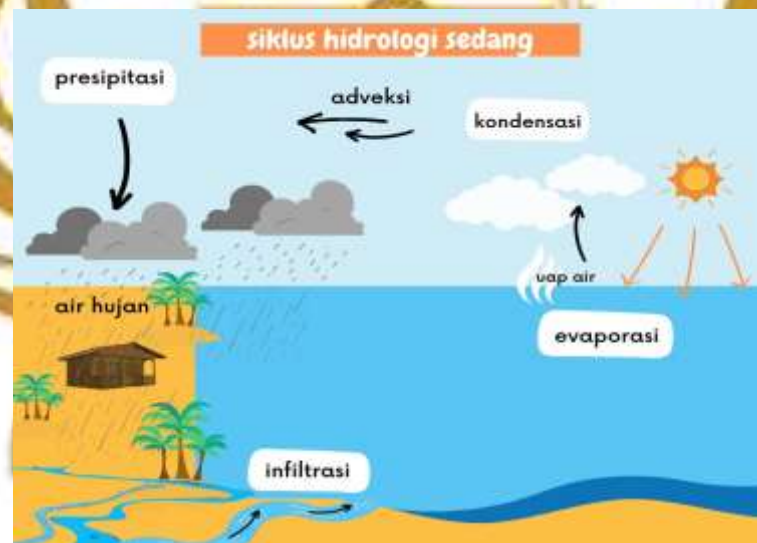 siklus hidrologi sedang
presipitasi
adveksi
kondensasi
uap air
air hujan
evaporasi
infiltrasi